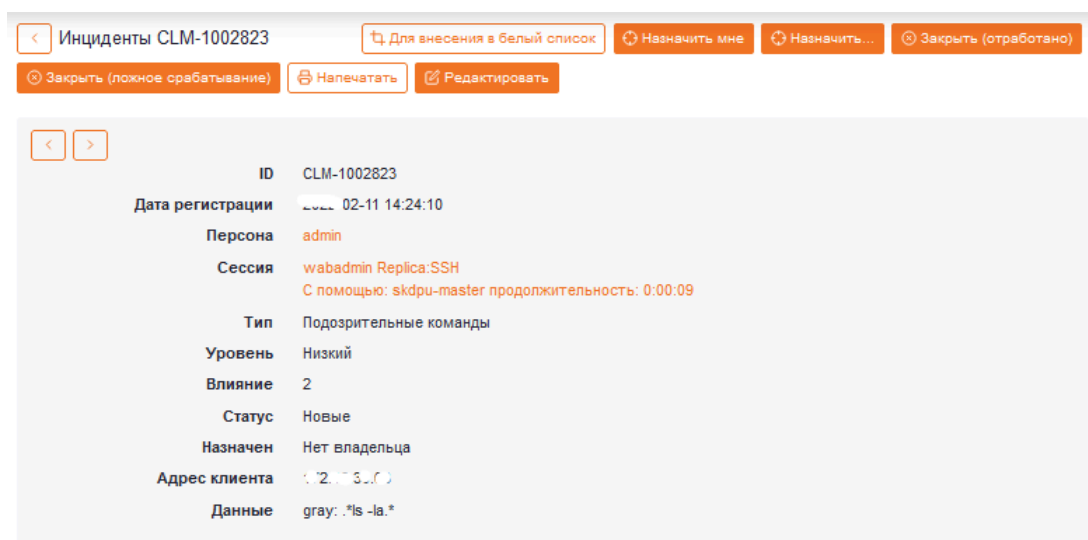 Инциденты CLM-1002823
Для внесения в белый список
Назначить мне
Назначить...
Закрыть (отработано)
Закрыть (ложное срабатывание)
Напечатать
Редактировать
ID CLM-1002823
Дата регистрации 02-11 14:24:10
Персона admin
Сессия wabadmin Replica:SSH
С помощью: skdpu-master продолжительность: 0:00:09
Тип Подозрительные команды
Уровень Низкий
Влияние 2
Статус Новые
Назначен Нет владельца
Адрес клиента
Данные gray: .*ls -la.*